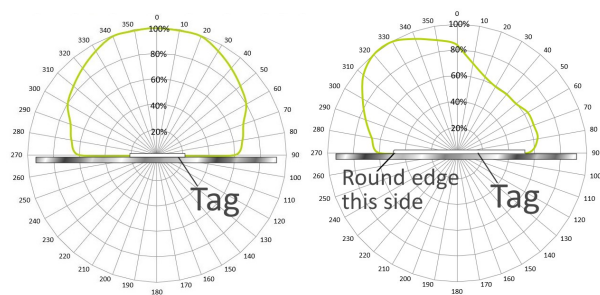 0
350 100% 10
340 20
330 30
320 80% 40
310 50
300 60% 60
290 40% 70
280 20% 80
270 90
Tag
260 100
250 110
240 120
230 130
220 140
210 150
200 160
190 170
180
0
350 100% 10
340 20
330 30
320 80% 40
310 50
300 60% 60
290 40% 70
280 20% 80
270 90
Round edge
this side
Tag
260 100
250 110
240 120
230 130
220 140
210 150
200 160
190 170
180